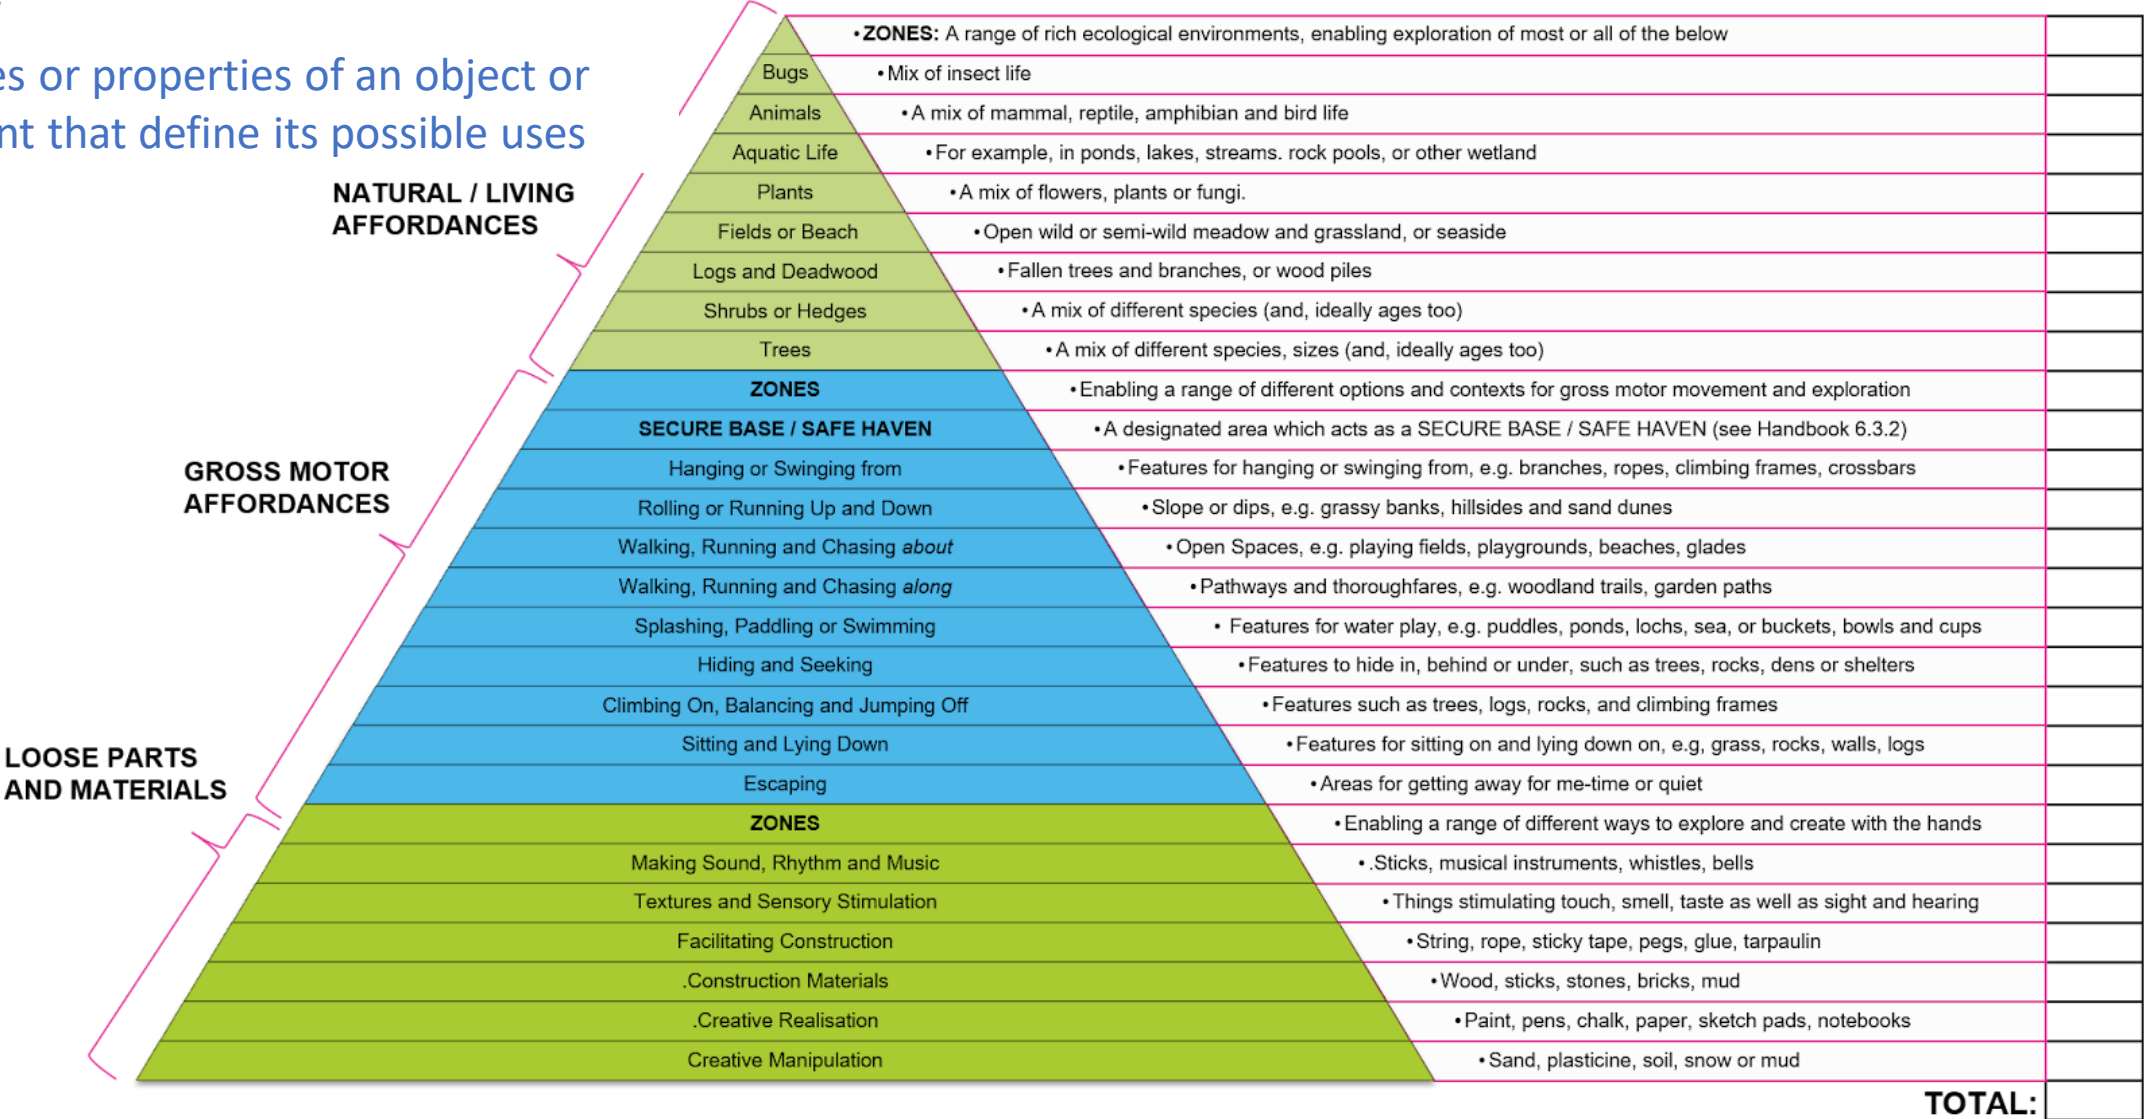 es or properties of an object or
nt that define its possible uses
NATURAL / LIVING
AFFORDANCES
GROSS MOTOR
AFFORDANCES
LOOSE PARTS
AND MATERIALS
•ZONES: A range of rich ecological environments, enabling exploration of most or all of the below
Bugs •Mix of insect life
Animals •A mix of mammal, reptile, amphibian and bird life
Aquatic Life •For example, in ponds, lakes, streams. rock pools, or other wetland
Plants •A mix of flowers, plants or fungi.
Fields or Beach •Open wild or semi-wild meadow and grassland, or seaside
Logs and Deadwood •Fallen trees and branches, or wood piles
Shrubs or Hedges •A mix of different species (and, ideally ages too)
Trees •A mix of different species, sizes (and, ideally ages too)
ZONES •Enabling a range of different options and contexts for gross motor movement and exploration
SECURE BASE / SAFE HAVEN •A designated area which acts as a SECURE BASE / SAFE HAVEN (see Handbook 6.3.2)
Hanging or Swinging from •Features for hanging or swinging from, e.g. branches, ropes, climbing frames, crossbars
Rolling or Running Up and Down •Slope or dips, e.g. grassy banks, hillsides and sand dunes
Walking, Running and Chasing about •Open Spaces, e.g. playing fields, playgrounds, beaches, glades
Walking, Running and Chasing along •Pathways and thoroughfares, e.g. woodland trails, garden paths
Splashing, Paddling or Swimming • Features for water play, e.g. puddles, ponds, lochs, sea, or buckets, bowls and cups
Hiding and Seeking •Features to hide in, behind or under, such as trees, rocks, dens or shelters
Climbing On, Balancing and Jumping Off •Features such as trees, logs, rocks, and climbing frames
Sitting and Lying Down •Features for sitting on and lying down on, e.g, grass, rocks, walls, logs
Escaping •Areas for getting away for me-time or quiet
ZONES •Enabling a range of different ways to explore and create with the hands
Making Sound, Rhythm and Music • .Sticks, musical instruments, whistles, bells
Textures and Sensory Stimulation •Things stimulating touch, smell, taste as well as sight and hearing
Facilitating Construction •String, rope, sticky tape, pegs, glue, tarpaulin
.Construction Materials •Wood, sticks, stones, bricks, mud
.Creative Realisation •Paint, pens, chalk, paper, sketch pads, notebooks
Creative Manipulation •Sand, plasticine, soil, snow or mud
TOTAL: